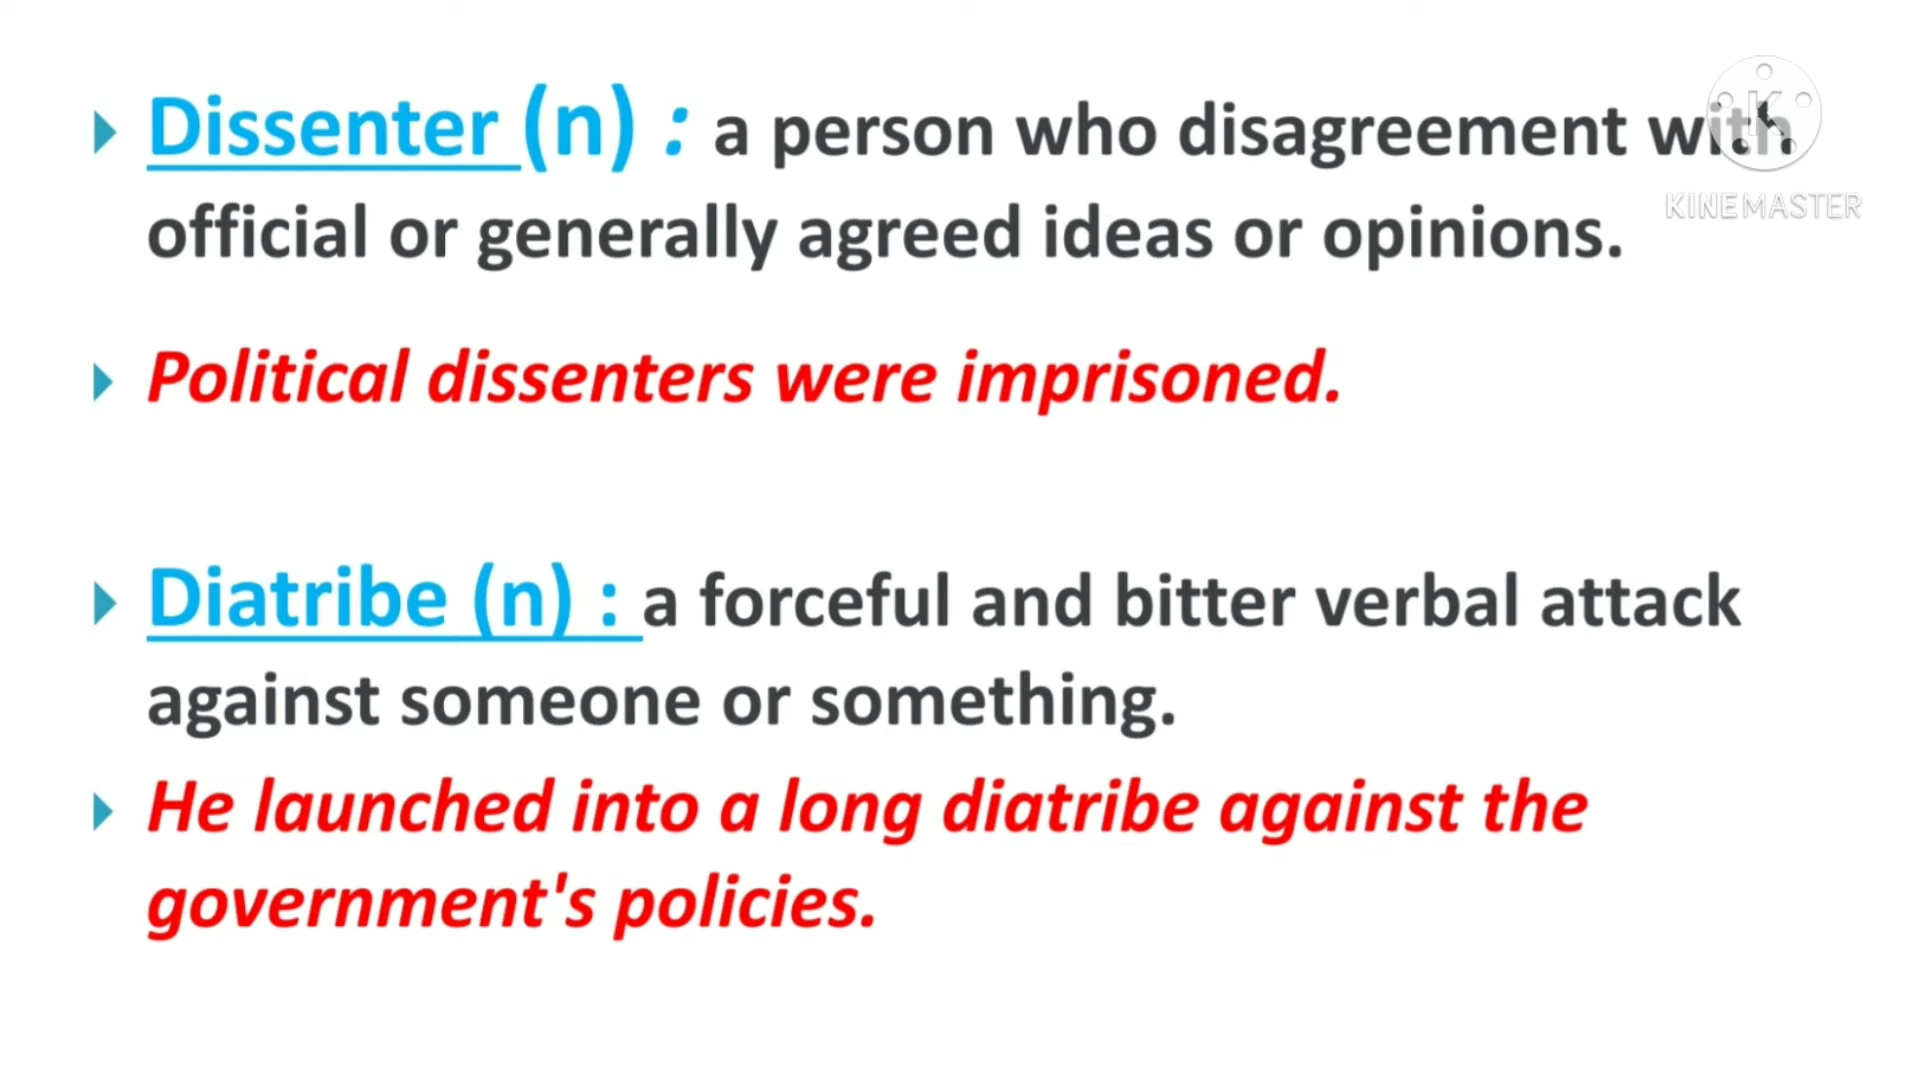 Dissenter (n) : a person who disagreement with
official or generally agreed ideas or opinions.
KINEMASTER
Political dissenters were imprisoned.
Diatribe (n) : a forceful and bitter verbal attack
against someone or something.
He launched into a long diatribe against the
government's policies.